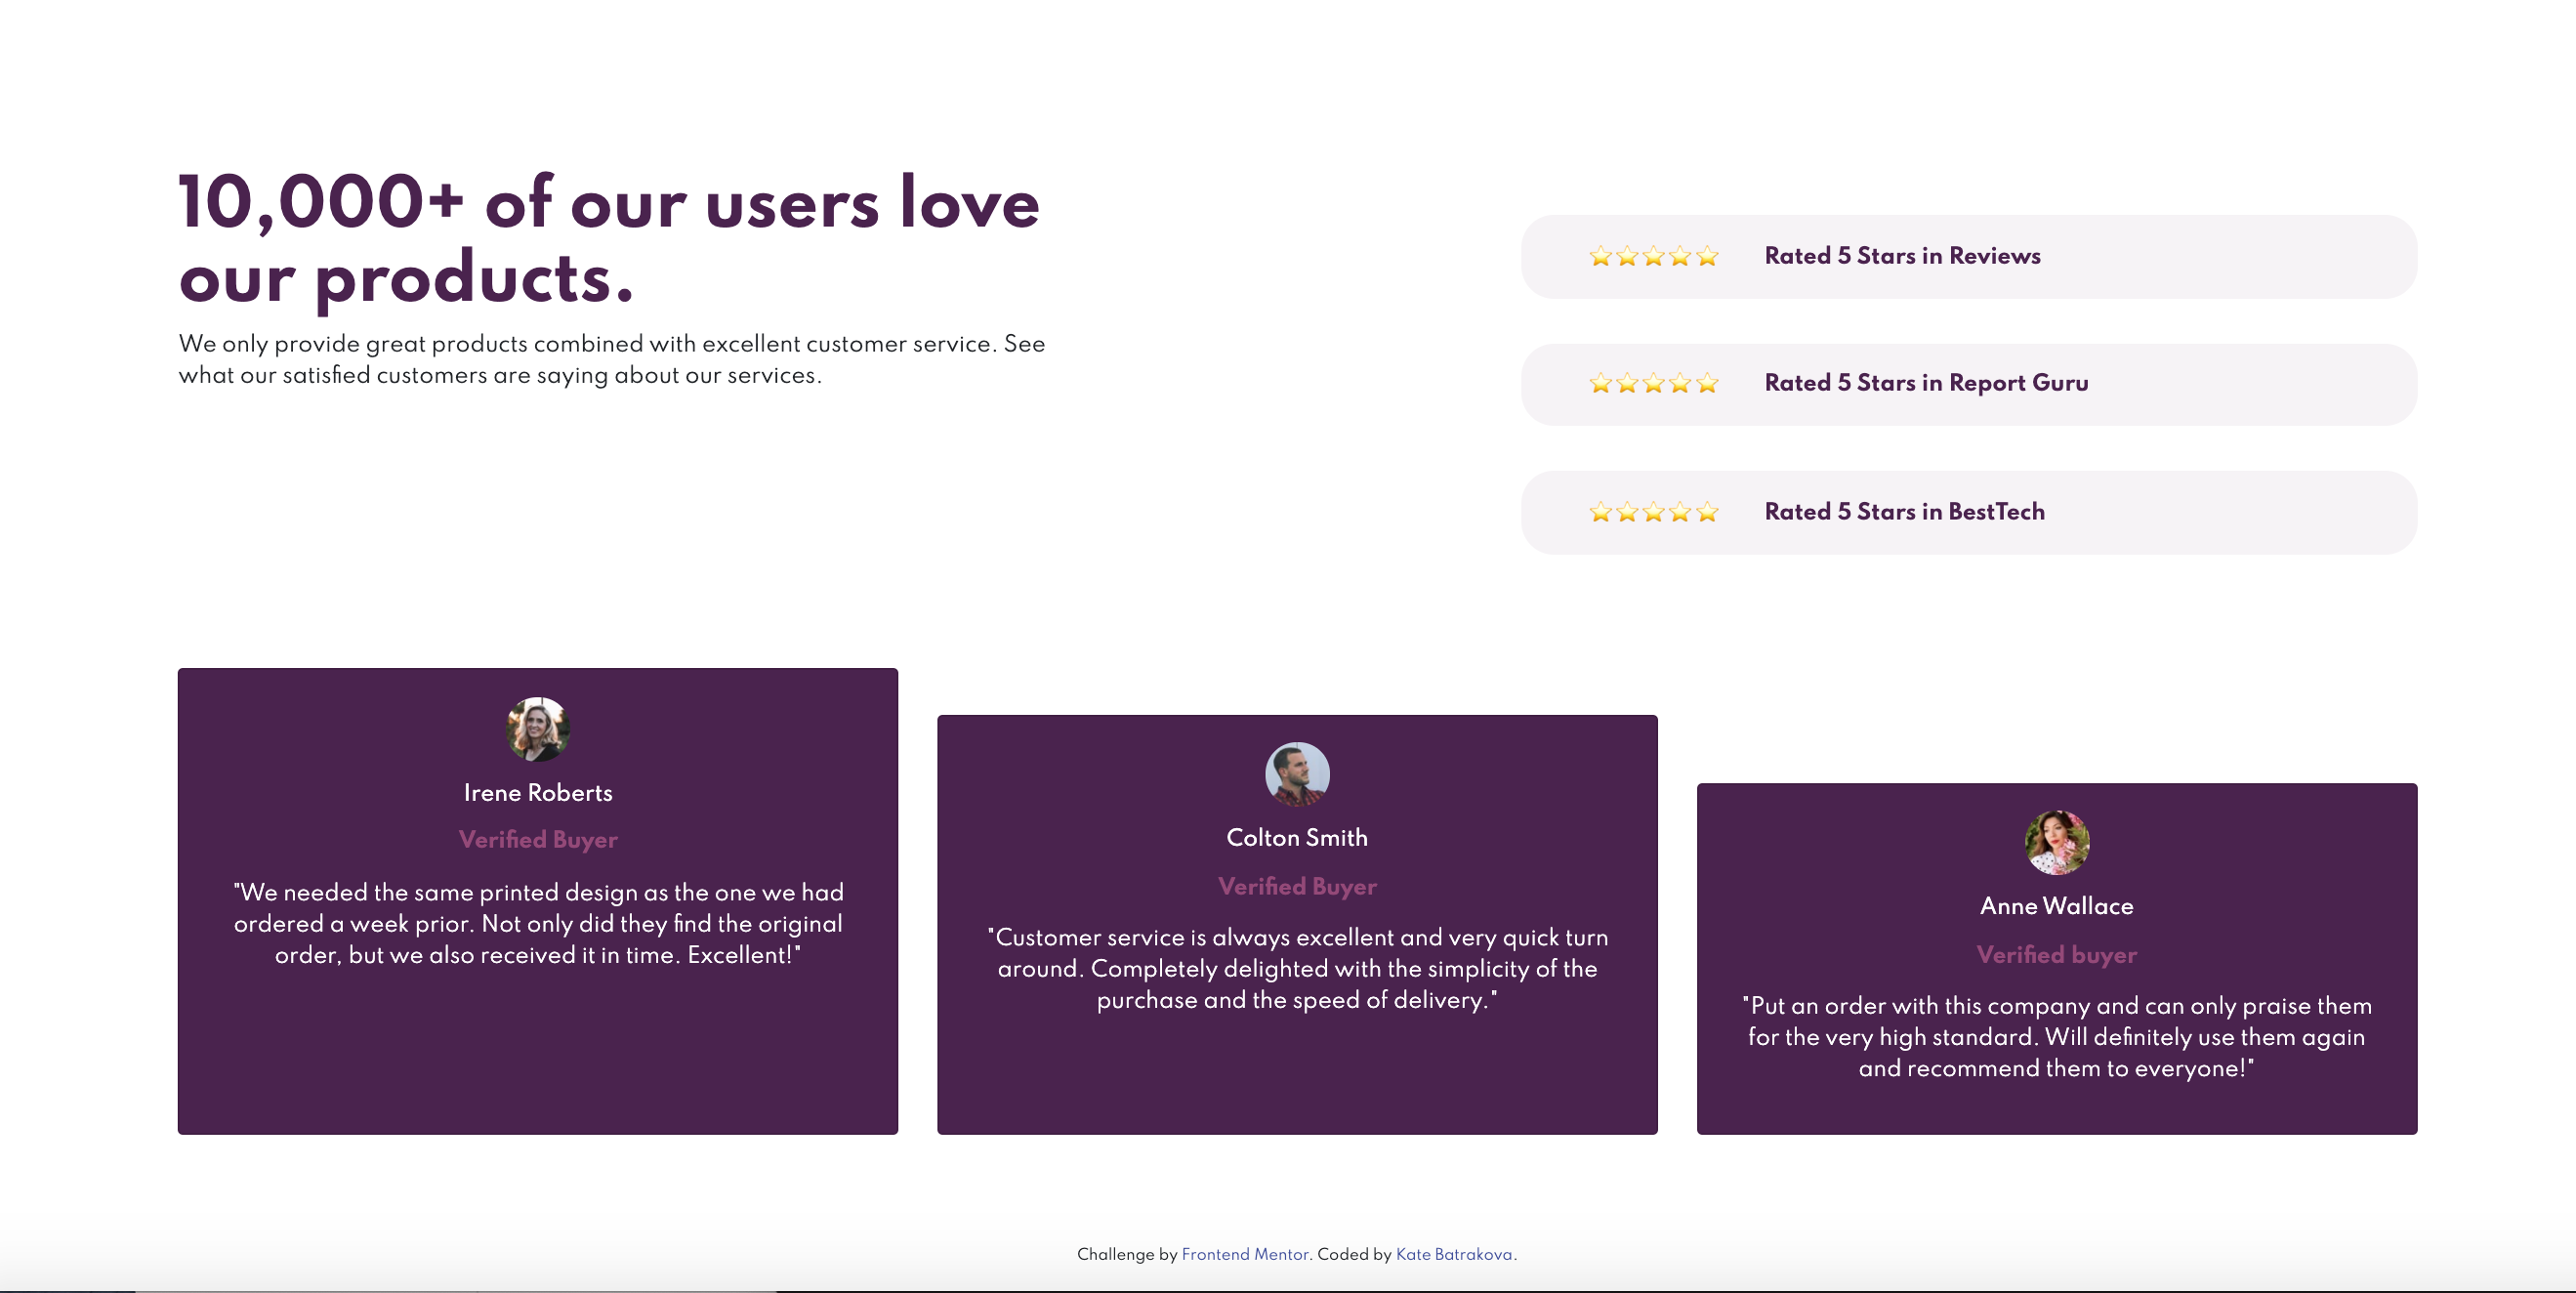 10,000+ of our users love
our products.
We only provide great products combined with excellent customer service. See
what our satisfied customers are saying about our services.
⭐⭐⭐⭐⭐ Rated 5 Stars in Reviews
⭐⭐⭐⭐⭐ Rated 5 Stars in Report Guru
⭐⭐⭐⭐⭐ Rated 5 Stars in BestTech
Irene Roberts
Verified Buyer
"We needed the same printed design as the one we had
ordered a week prior. Not only did they find the original
order, but we also received it in time. Excellent!"
Colton Smith
Verified Buyer
"Customer service is always excellent and very quick turn
around. Completely delighted with the simplicity of the
purchase and the speed of delivery."
Anne Wallace
Verified buyer
"Put an order with this company and can only praise them
for the very high standard. Will definitely use them again
and recommend them to everyone!"
Challenge by Frontend Mentor. Coded by Kate Batrakova.